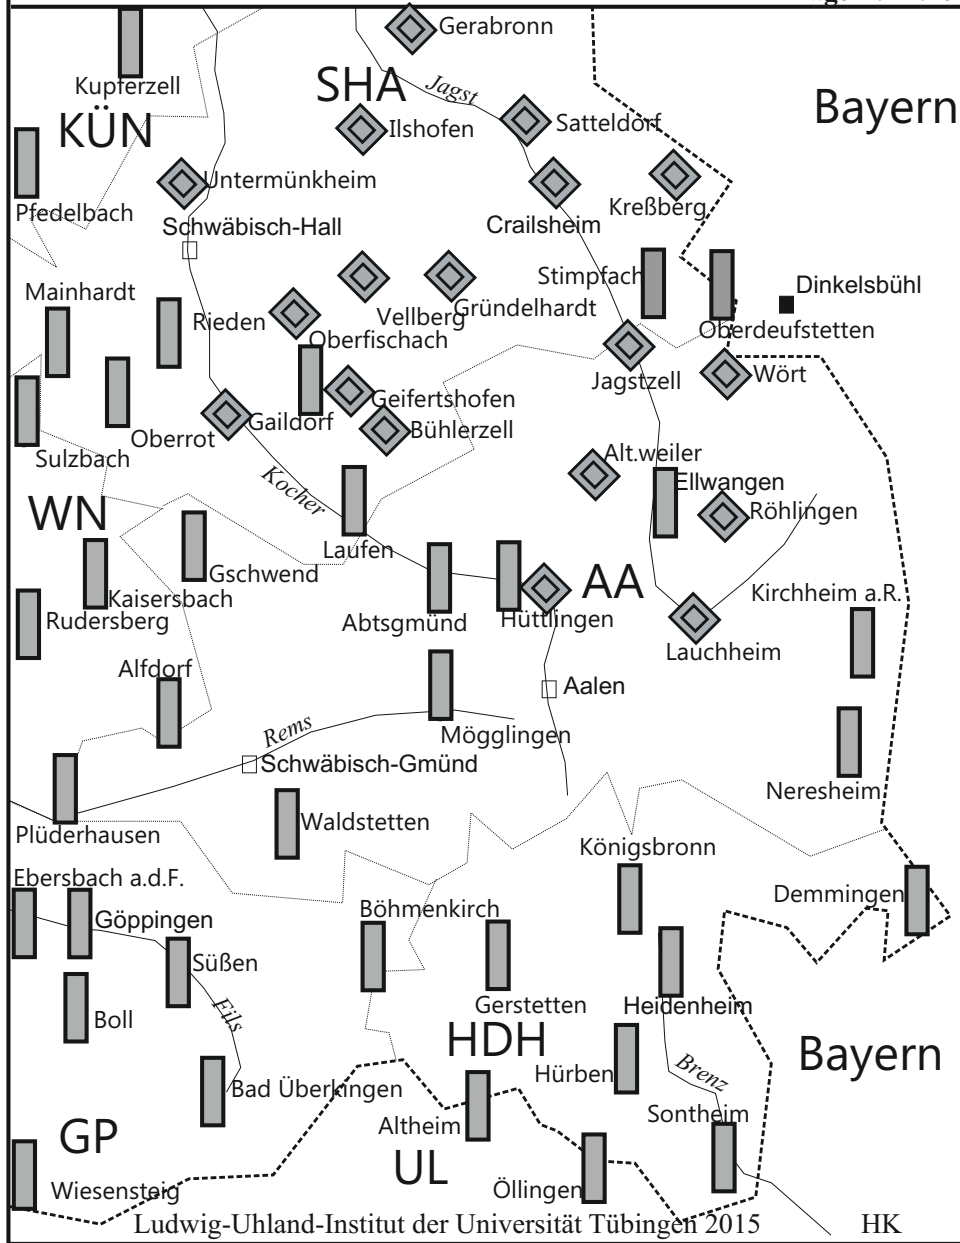 Gerabronn
Kupferzell
SHA
Jagst
Bayern
KÜN
Ilshofen
Satteldorf
Untermünkheim
Kreßberg
Pfedelbach
Schwäbisch-Hall
Crailsheim
Stimpfach
Dinkelsbühl
Mainhardt
Vellberg
Gründelhardt
Rieden
Oberfischach
Oberdeufstetten
Jagstzell
Wört
Geifertshofen
Gaildorf
Bühlerzell
Oberrot
Sulzbach
Alt.weiler
Kocher
Ellwangen
WN
Röhlingen
Laufen
Gschwend
AA
Kaisersbach
Kirchheim a.R.
Rudersberg
Abtsgmünd
Hüttlingen
Lauchheim
Alfdorf
Aalen
Rems
Mögglingen
Schwäbisch-Gmünd
Neresheim
Plüderhausen
Waldstetten
Königsbronn
Ebersbach a.d.F.
Demmingen
Böhmenkirch
Göppingen
Süßen
Gerstetten
Heidenheim
Boll
Fils
HDH
Bayern
Hürben
Brenz
Bad Überkingen
Sontheim
Altheim
GP
UL
Wiesensteig
Öllingen
Ludwig-Uhland-Institut der Universität Tübingen 2015
HK